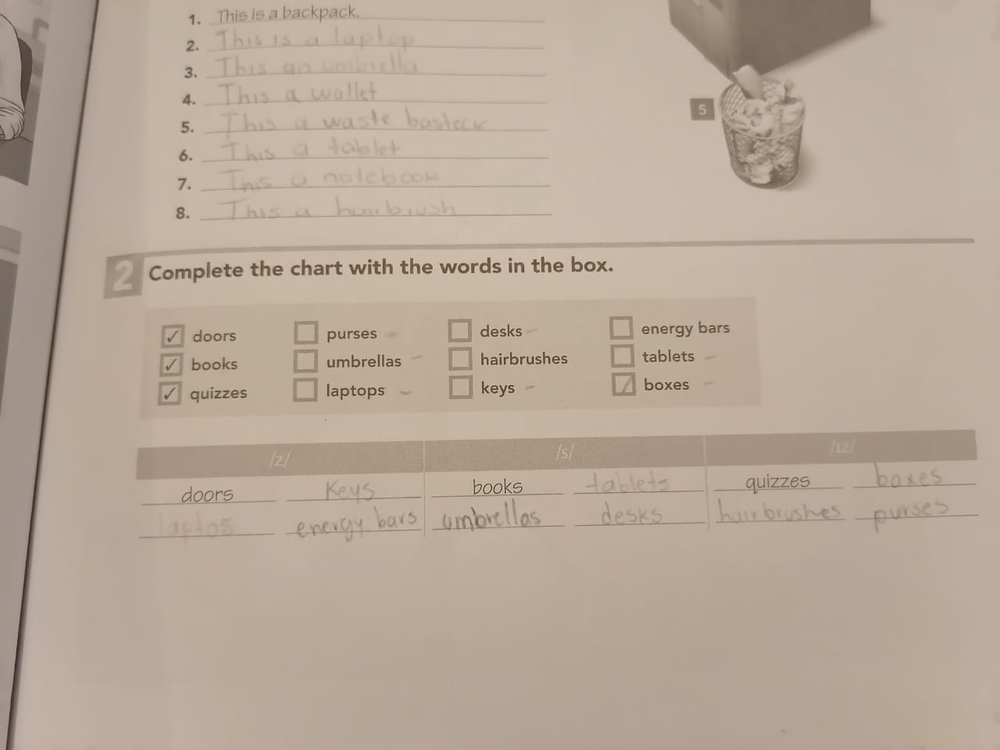 1. This is a backpack.
2. This is a laptop
3. This an umbrella
4. This a wallet
5. This a waste basteck
6. This a tablet
7. This a notebook
8. This a hairbrush
5
2 Complete the chart with the words in the box.
✓ doors purses desks energy bars
✓ books umbrellas hairbrushes tablets
✓ quizzes laptops keys boxes
/z/ /s/ /ɪz/
doors Keys books tablets quizzes boxes
laptos energy bars umbrellas desks hairbrushes purses